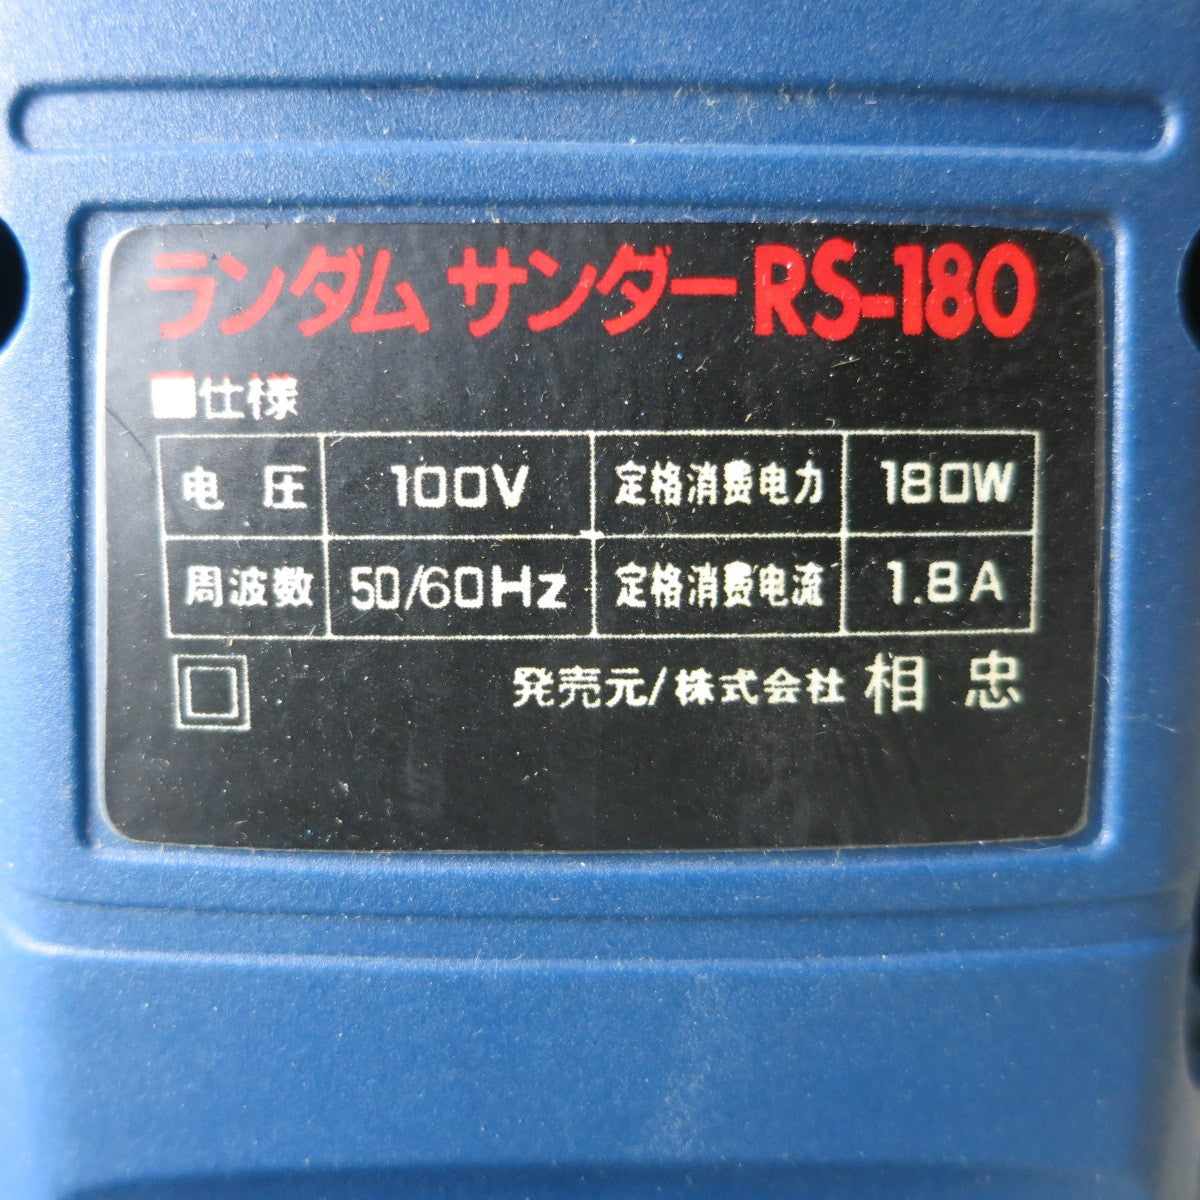 ランダム サンダー RS-180
■仕様
电 圧 100V 定格消费电力 180W
周波数 50/60Hz 定格消费电流 1.8A
発売元/株式会社 相 忠